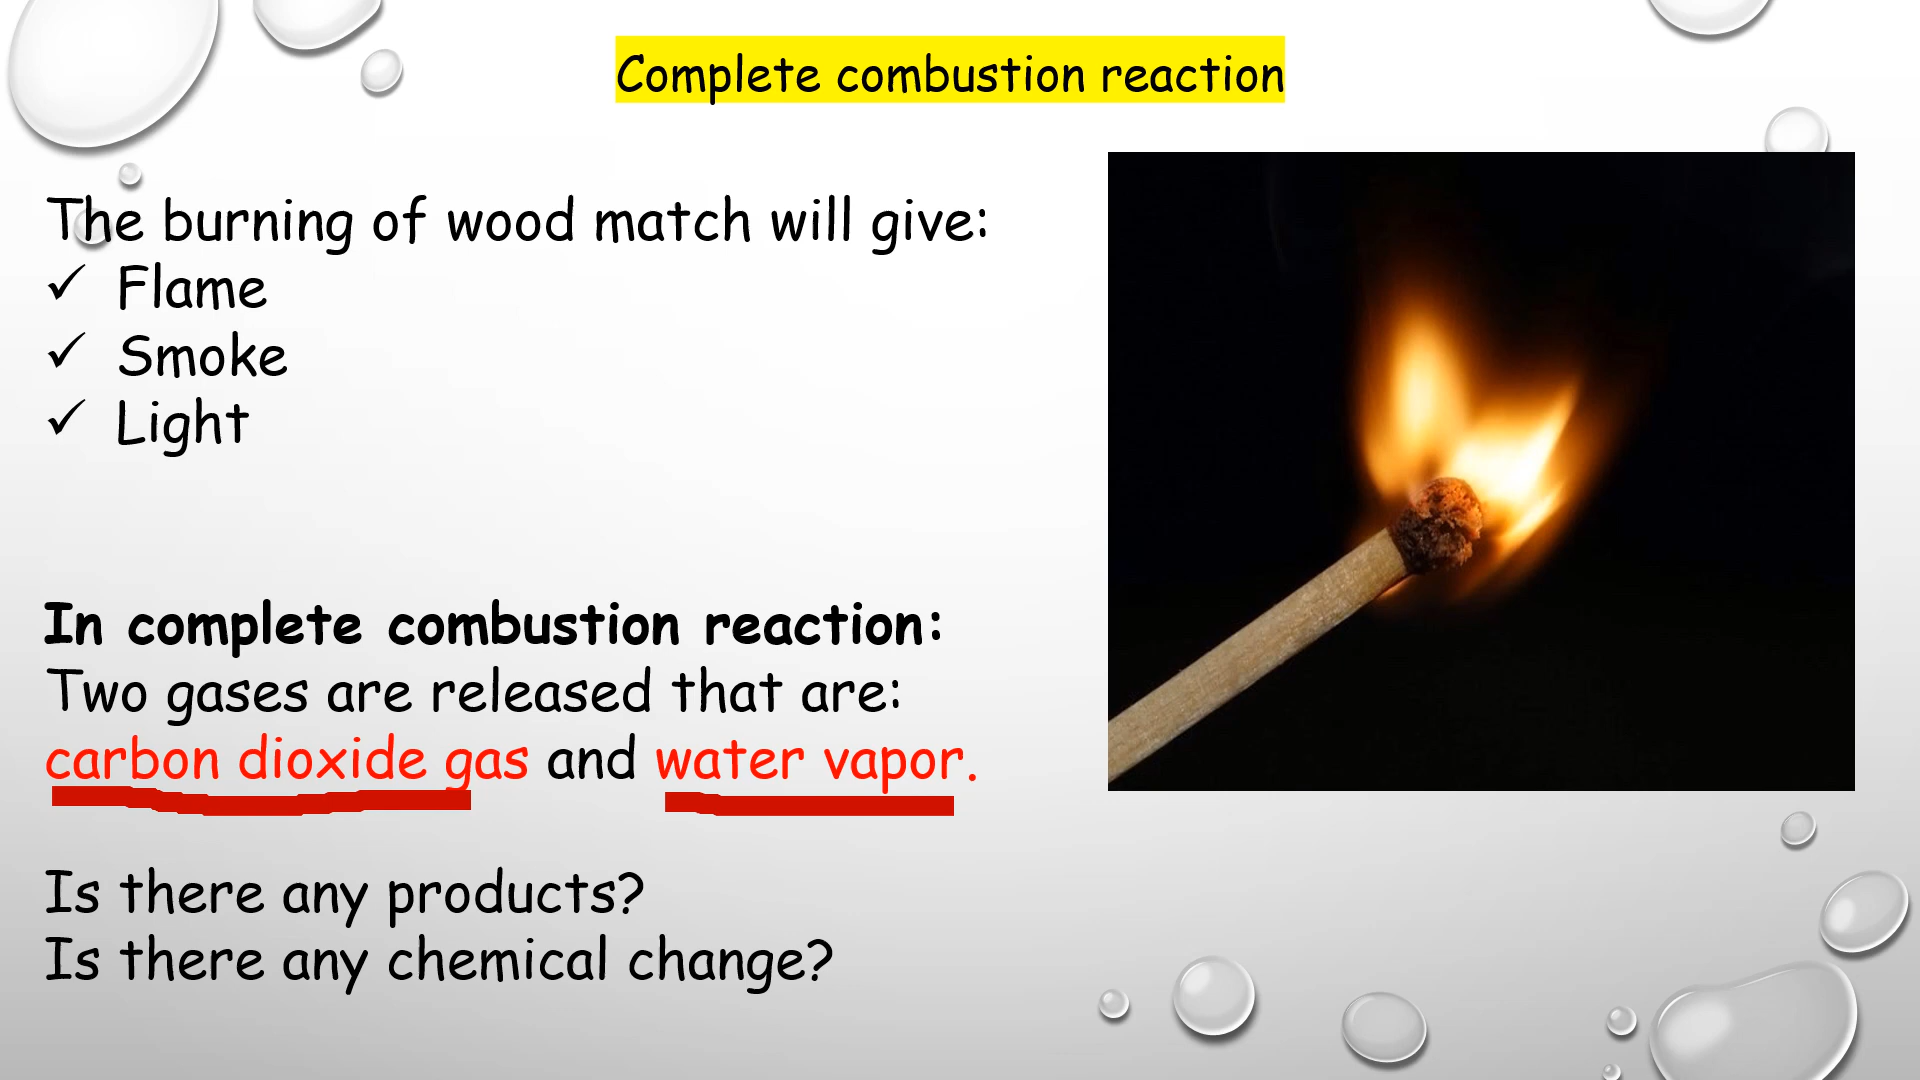 Complete combustion reaction
The burning of wood match will give:
✓ Flame
✓ Smoke
✓ Light
In complete combustion reaction:
Two gases are released that are:
carbon dioxide gas and water vapor.
Is there any products?
Is there any chemical change?